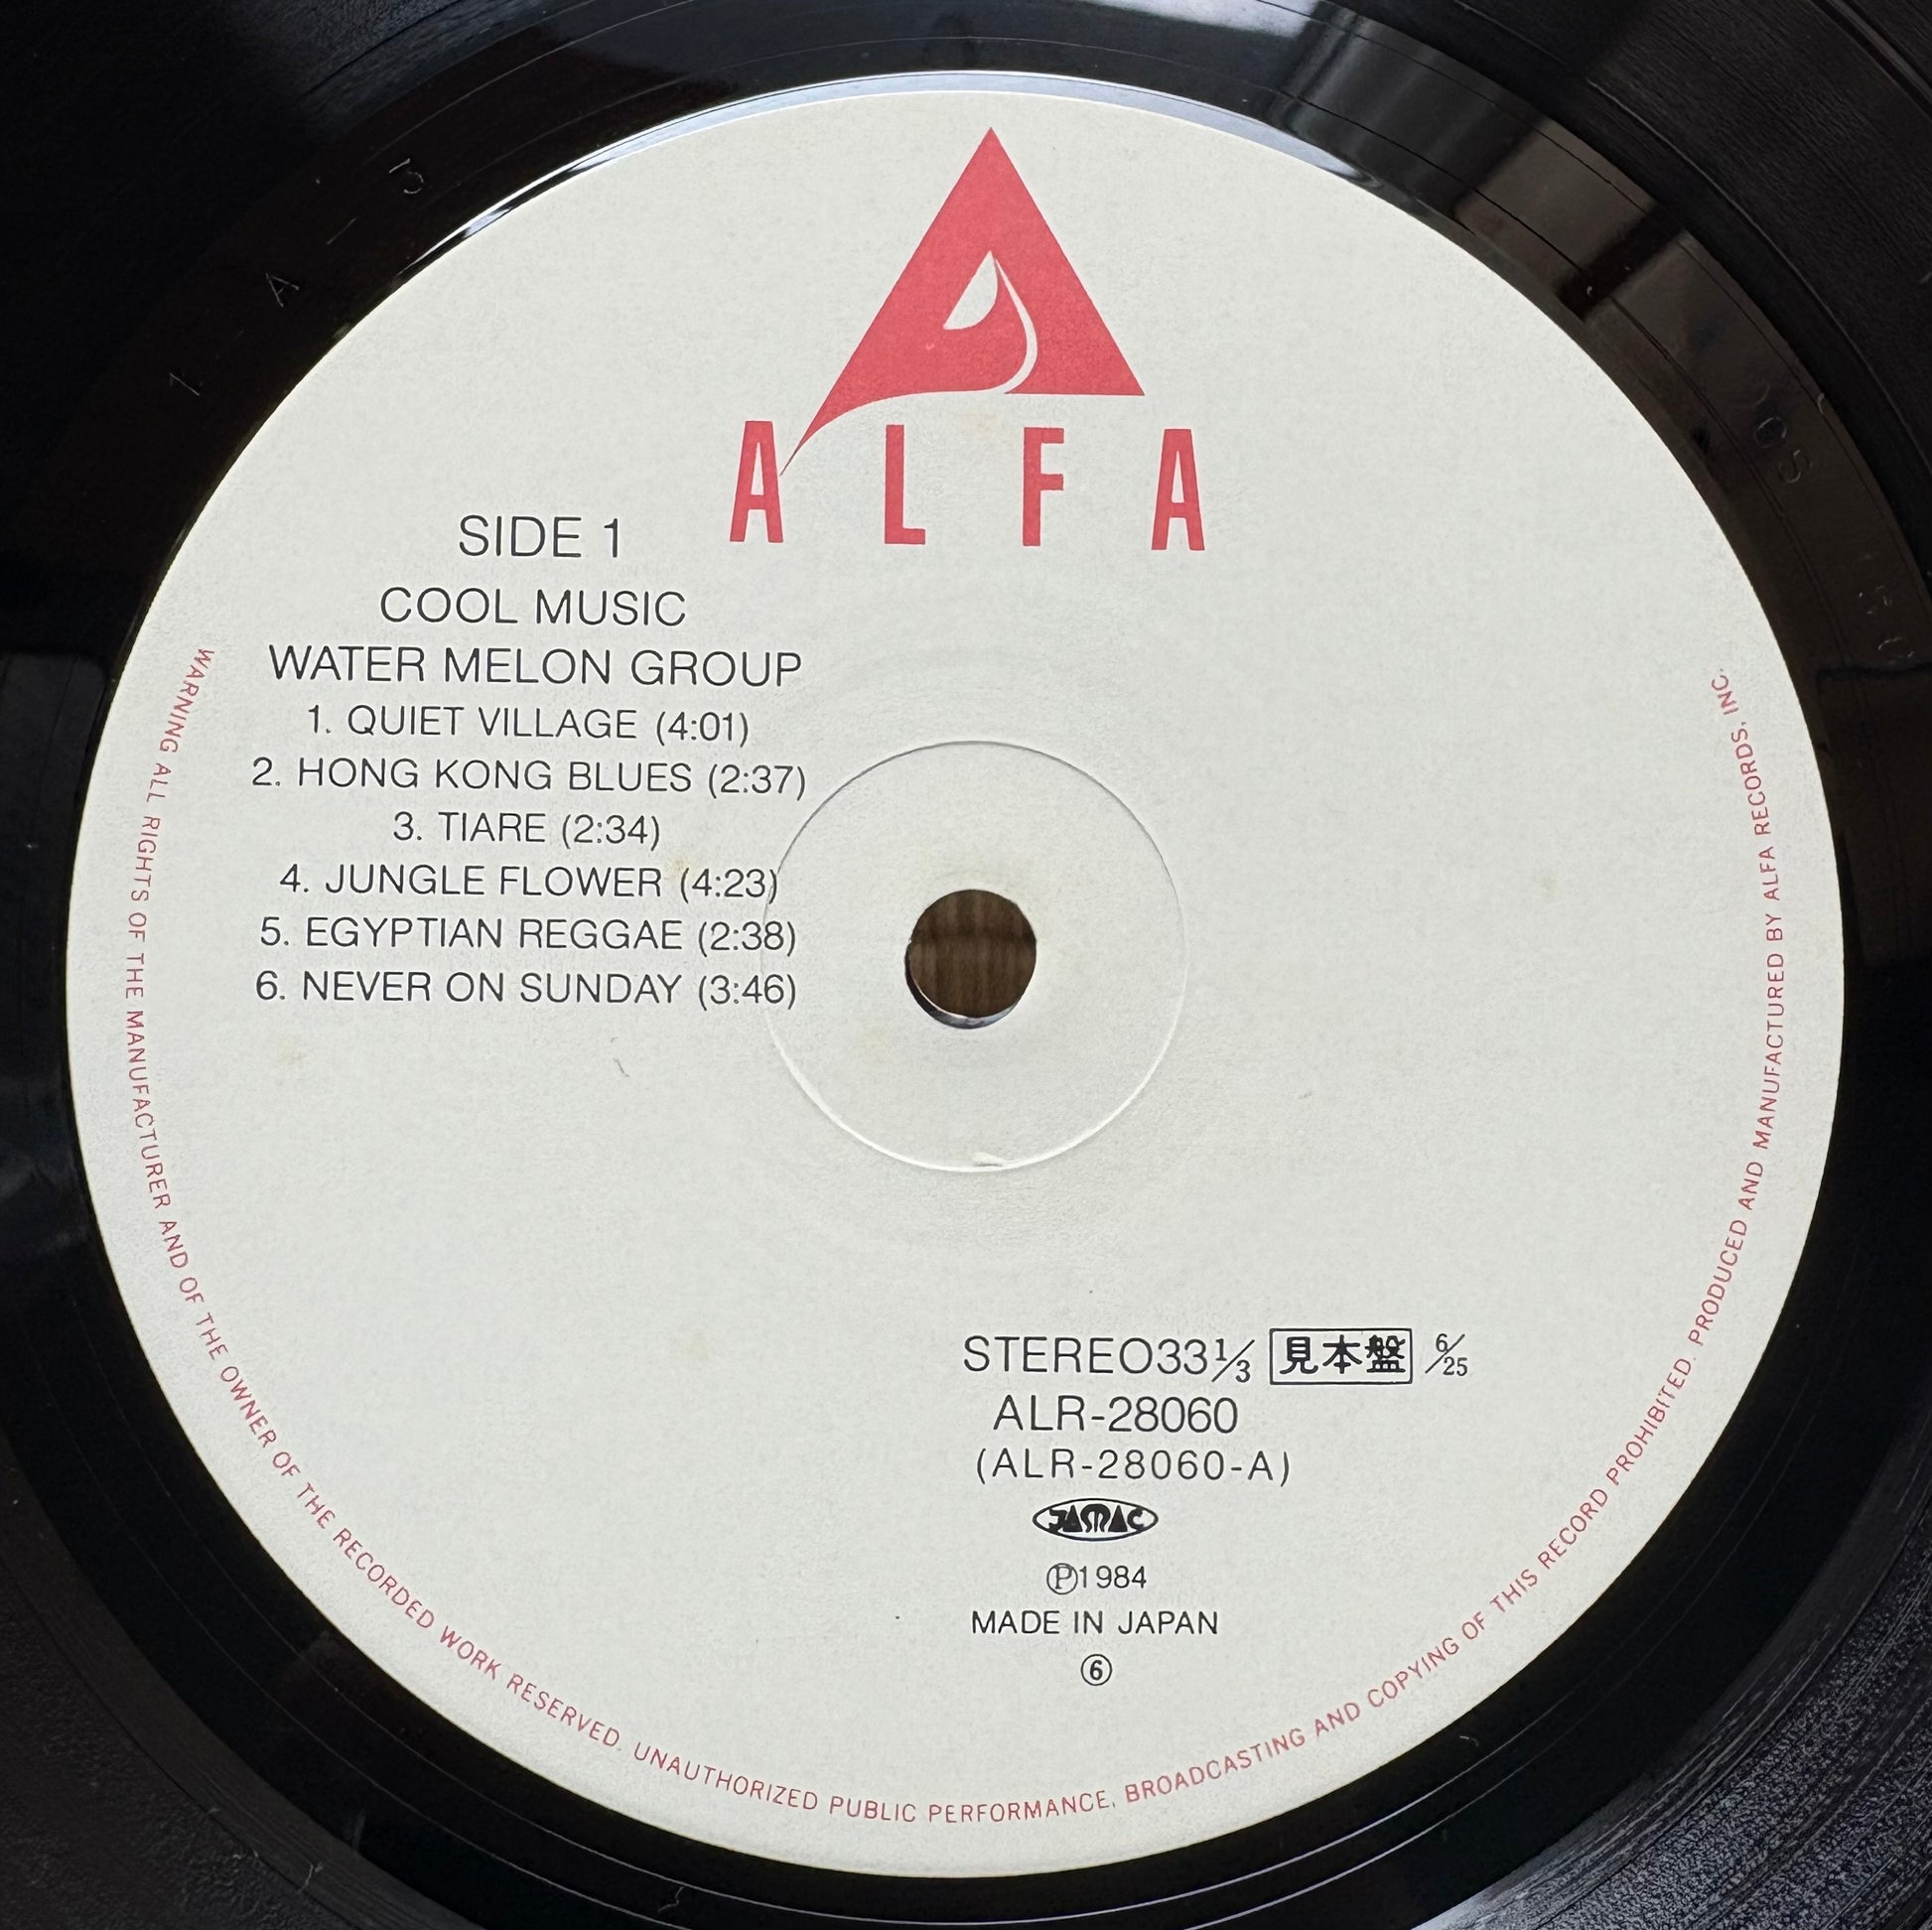 ALFA
SIDE 1
COOL MUSIC
WATER MELON GROUP
1. QUIET VILLAGE (4:01)
2. HONG KONG BLUES (2:37)
3. TIARE (2:34)
4. JUNGLE FLOWER (4:23)
5. EGYPTIAN REGGAE (2:38)
6. NEVER ON SUNDAY (3:46)
STEREO33⅓ 見本盤 6/25
ALR-28060
(ALR-28060-A)
JASRAC
Ⓟ1984
MADE IN JAPAN
⑥
WARNING ALL RIGHTS OF THE MANUFACTURER AND OF THE OWNER OF THE RECORDED WORK RESERVED. UNAUTHORIZED PUBLIC PERFORMANCE, BROADCASTING AND COPYING OF THIS RECORD PROHIBITED. PRODUCED AND MANUFACTURED BY ALFA RECORDS, INC.
1-A-5